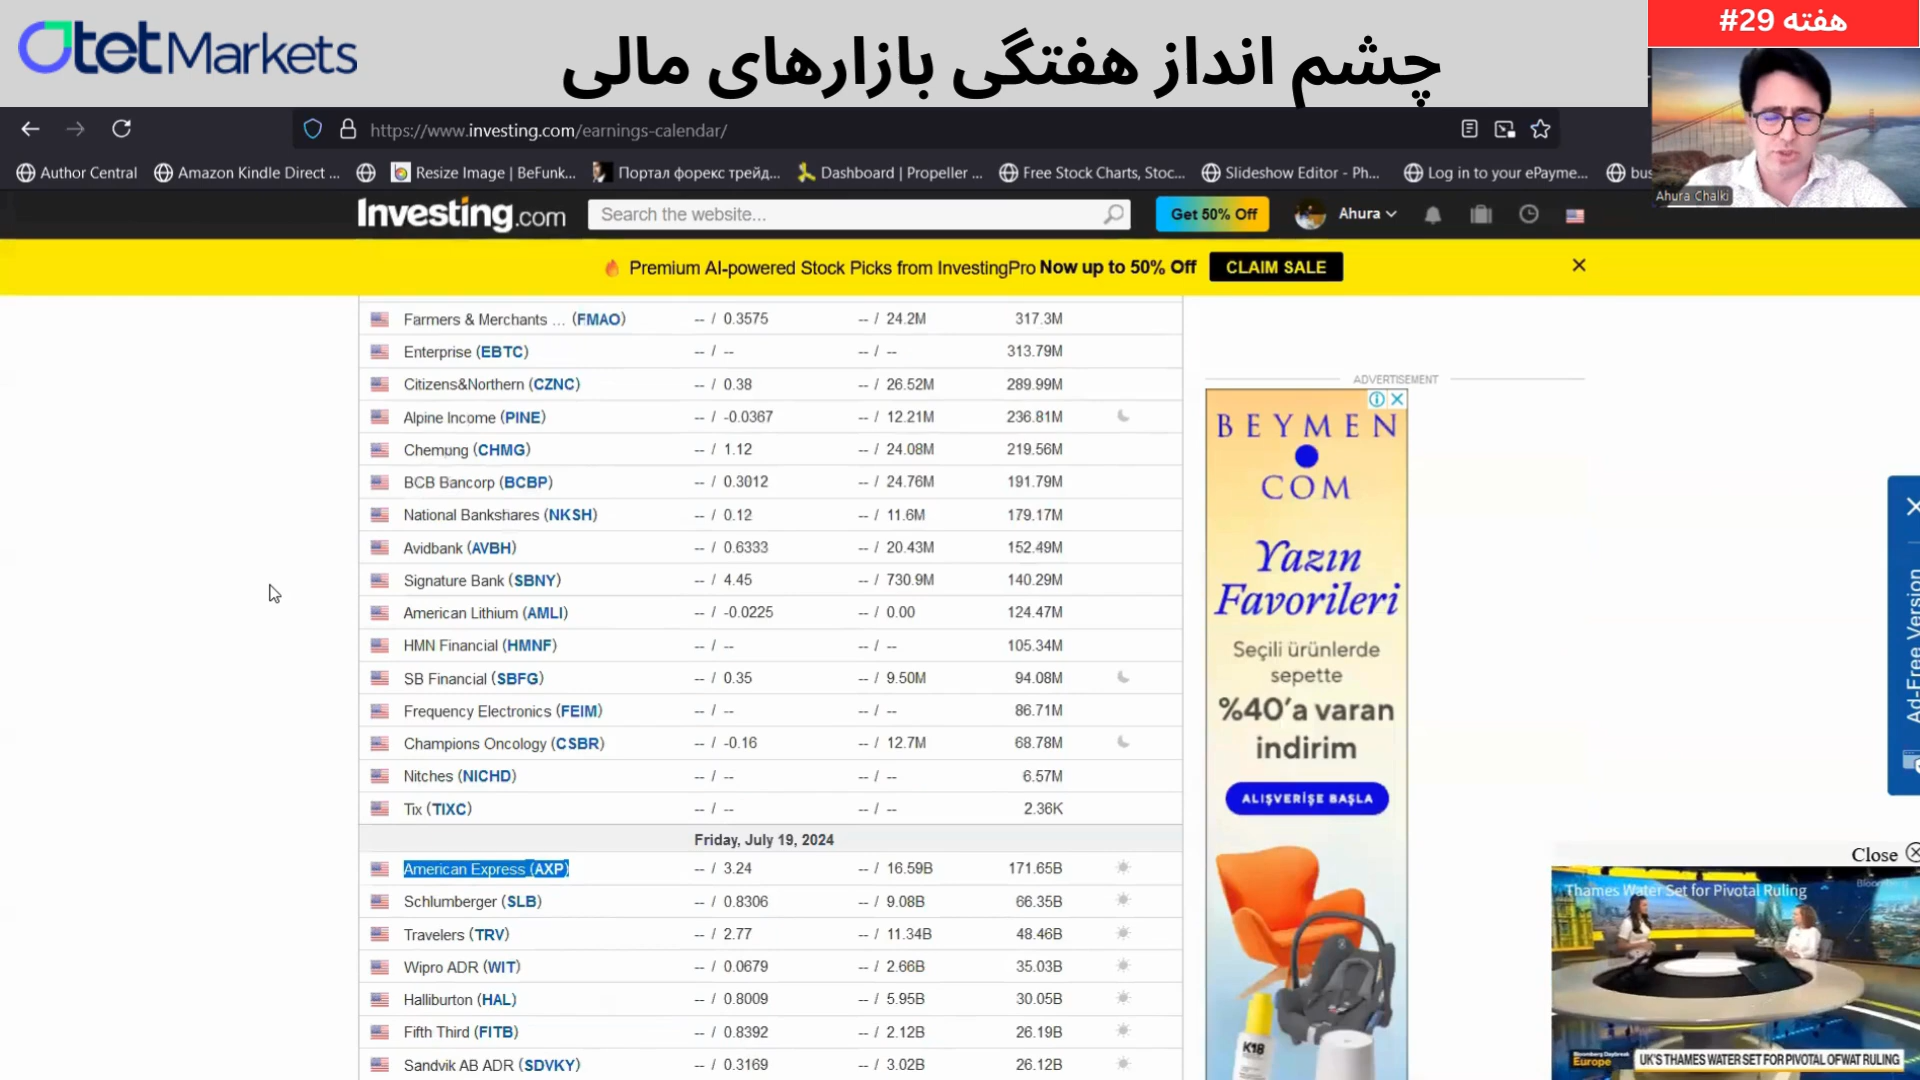 Otet Markets
چشم انداز هفتگی بازارهای مالی
هفته 29#
Ahura Chalki
https://www.investing.com/earnings-calendar/
Author Central
Amazon Kindle Direct ...
Resize Image | BeFunk...
Портал форекс трейд...
Dashboard | Propeller ...
Free Stock Charts, Stoc...
Slideshow Editor - Ph...
Log in to your ePayme...
bus
Investing.com
Search the website...
Get 50% Off
Ahura
Premium AI-powered Stock Picks from InvestingPro Now up to 50% Off
CLAIM SALE
Farmers & Merchants ... (FMAO) -- / 0.3575 -- / 24.2M 317.3M
Enterprise (EBTC) -- / -- -- / -- 313.79M
Citizens&Northern (CZNC) -- / 0.38 -- / 26.52M 289.99M
Alpine Income (PINE) -- / -0.0367 -- / 12.21M 236.81M
Chemung (CHMG) -- / 1.12 -- / 24.08M 219.56M
BCB Bancorp (BCBP) -- / 0.3012 -- / 24.76M 191.79M
National Bankshares (NKSH) -- / 0.12 -- / 11.6M 179.17M
Avidbank (AVBH) -- / 0.6333 -- / 20.43M 152.49M
Signature Bank (SBNY) -- / 4.45 -- / 730.9M 140.29M
American Lithium (AMLI) -- / -0.0225 -- / 0.00 124.47M
HMN Financial (HMNF) -- / -- -- / -- 105.34M
SB Financial (SBFG) -- / 0.35 -- / 9.50M 94.08M
Frequency Electronics (FEIM) -- / -- -- / -- 86.71M
Champions Oncology (CSBR) -- / -0.16 -- / 12.7M 68.78M
Nitches (NICHD) -- / -- -- / -- 6.57M
Tix (TIXC) -- / -- -- / -- 2.36K
Friday, July 19, 2024
American Express (AXP) -- / 3.24 -- / 16.59B 171.65B
Schlumberger (SLB) -- / 0.8306 -- / 9.08B 66.35B
Travelers (TRV) -- / 2.77 -- / 11.34B 48.46B
Wipro ADR (WIT) -- / 0.0679 -- / 2.66B 35.03B
Halliburton (HAL) -- / 0.8009 -- / 5.95B 30.05B
Fifth Third (FITB) -- / 0.8392 -- / 2.12B 26.19B
Sandvik AB ADR (SDVKY) -- / 0.3169 -- / 3.02B 26.12B
ADVERTISEMENT
BEYMEN
COM
Yazın
Favorileri
Seçili ürünlerde
sepette
%40'a varan
indirim
ALIŞVERİŞE BAŞLA
K18
Ad-Free Version
Close
Thames Water Set for Pivotal Ruling
Bloomberg Daybreak
Europe
UK'S THAMES WATER SET FOR PIVOTAL OFWAT RULING